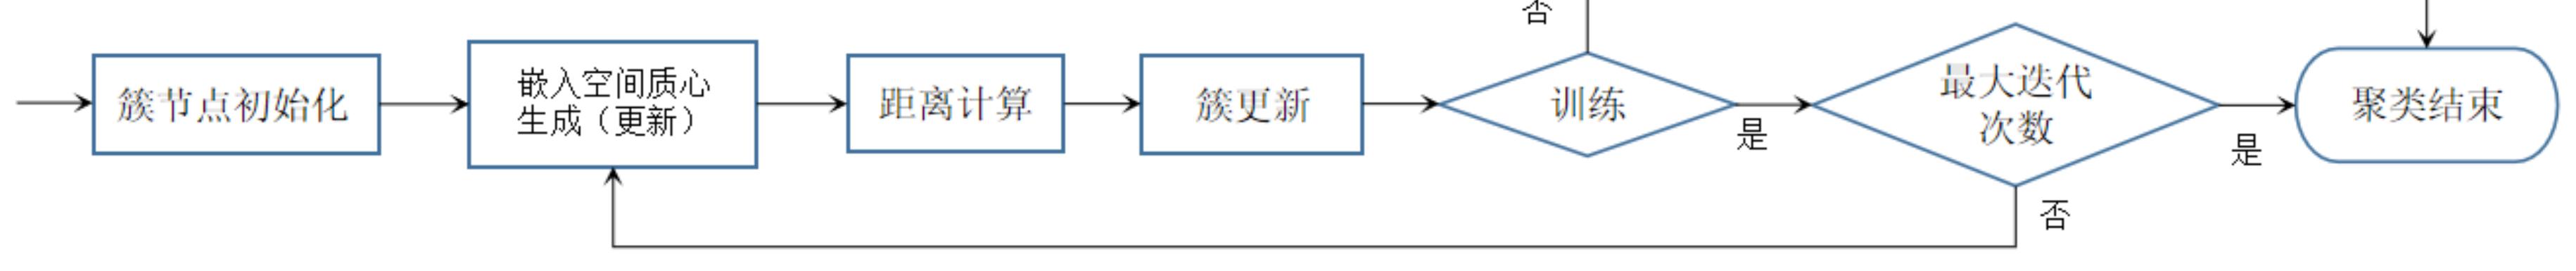 否
簇节点初始化
嵌入空间质心
生成（更新）
距离计算
簇更新
训练
是
最大迭代
次数
是
否
聚类结束